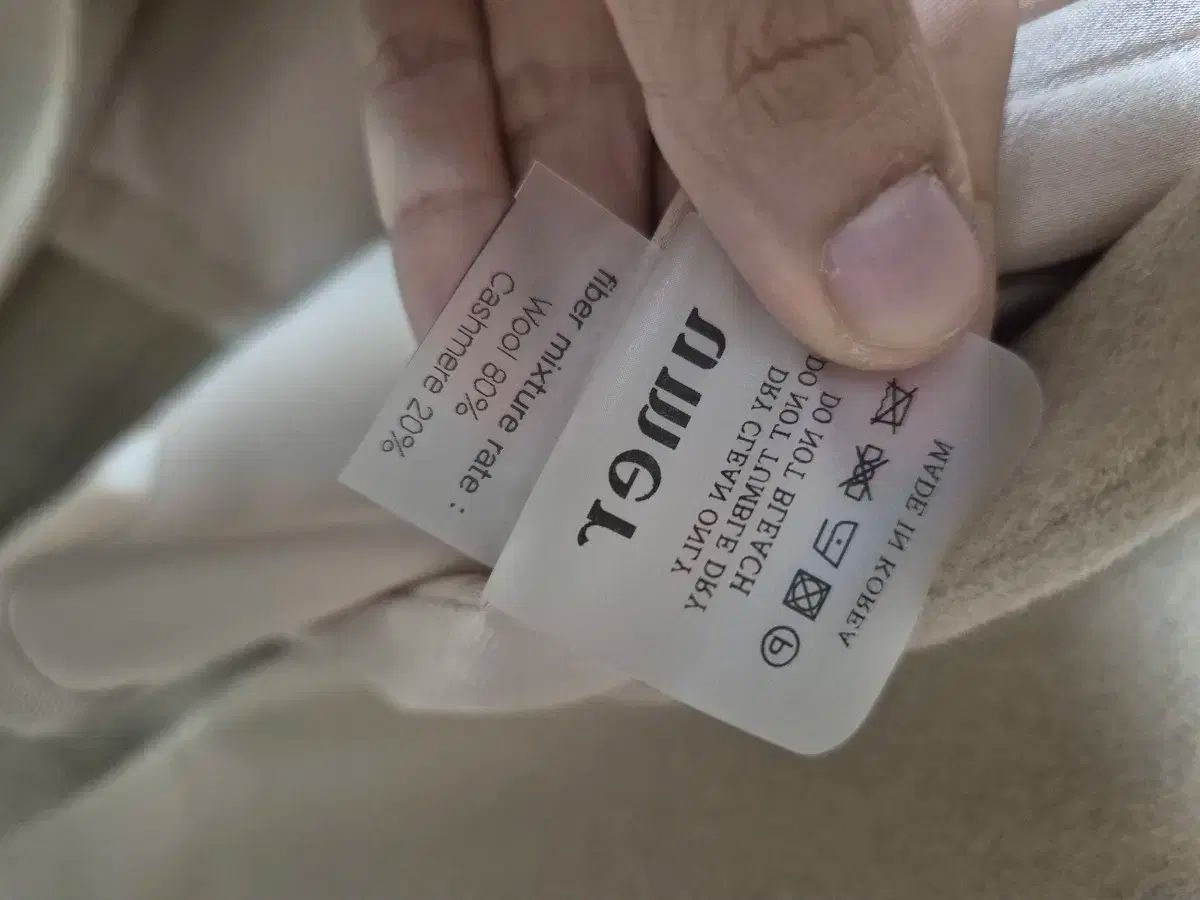 fiber mixture rate :
Wool 80%
Cashmere 20%
DRY CLEAN ONLY
DO NOT TUMBLE DRY
DO NOT BLEACH
P
MADE IN KOREA